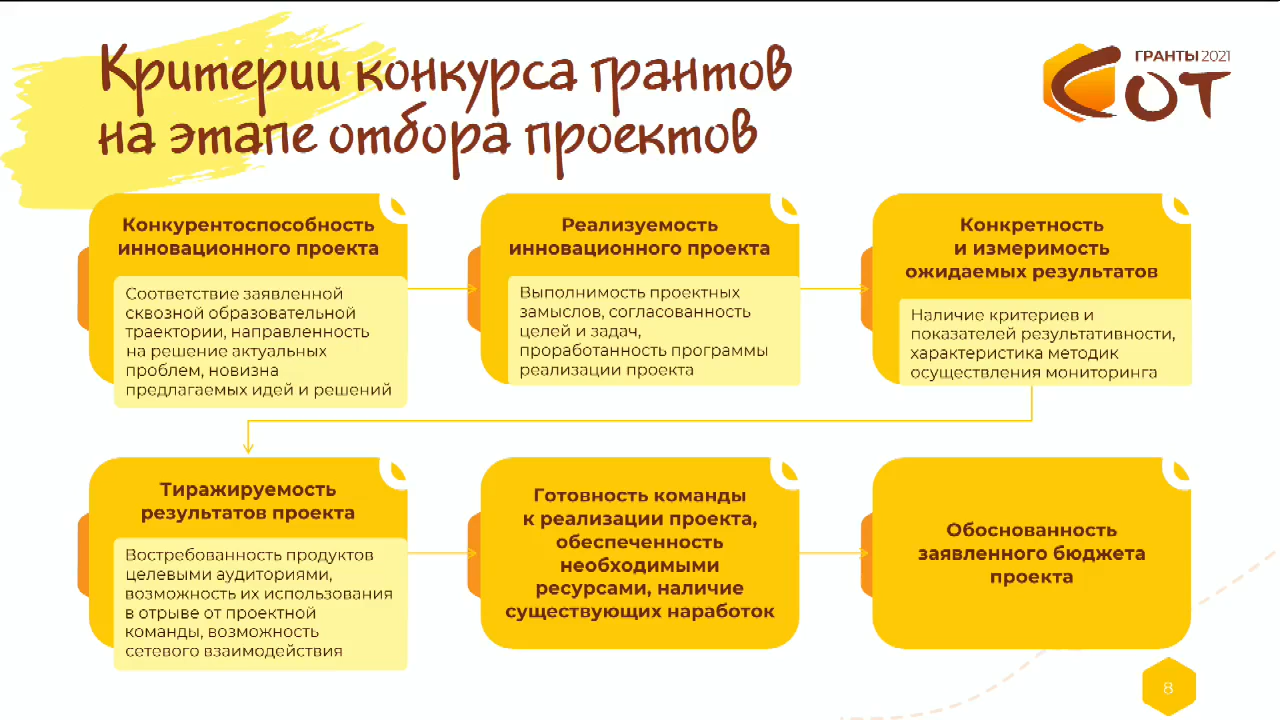 Критерии конкурса грантов
на этапе отбора проектов
ГРАНТЫ 2021
СОТ
Конкурентоспособность
инновационного проекта
Соответствие заявленной
сквозной образовательной
траектории, направленность
на решение актуальных
проблем, новизна
предлагаемых идей и решений
Реализуемость
инновационного проекта
Выполнимость проектных
замыслов, согласованность
целей и задач,
проработанность программы
реализации проекта
Конкретность
и измеримость
ожидаемых результатов
Наличие критериев и
показателей результативности,
характеристика методик
осуществления мониторинга
Тиражируемость
результатов проекта
Востребованность продуктов
целевыми аудиториями,
возможность их использования
в отрыве от проектной
команды, возможность
сетевого взаимодействия
Готовность команды
к реализации проекта,
обеспеченность
необходимыми
ресурсами, наличие
существующих наработок
Обоснованность
заявленного бюджета
проекта
8